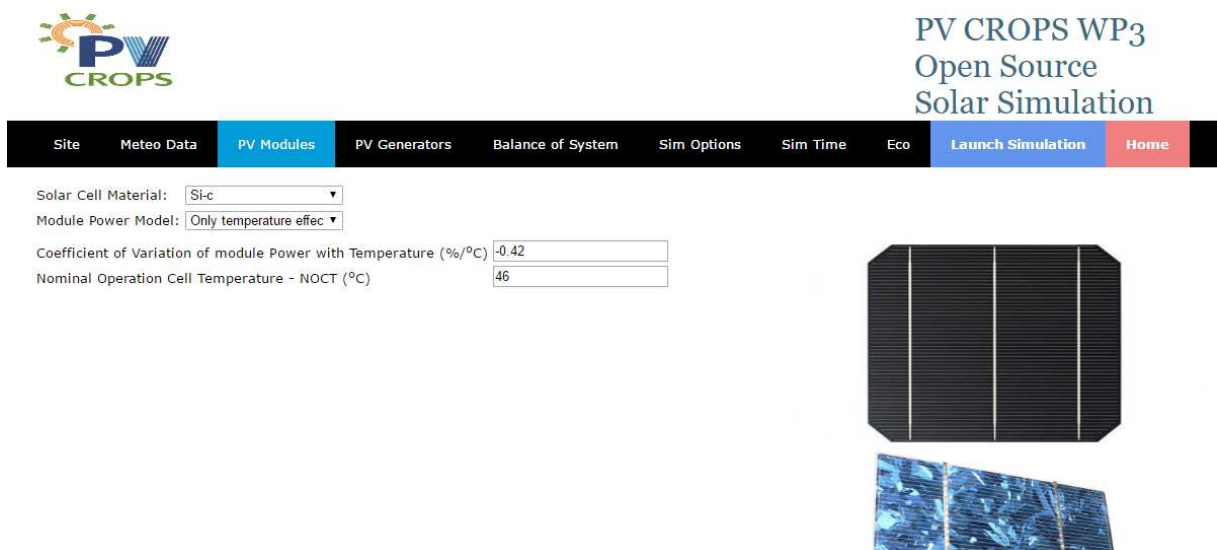 PV
CROPS
PV CROPS WP3
Open Source
Solar Simulation
Site Meteo Data PV Modules PV Generators Balance of System Sim Options Sim Time Eco Launch Simulation Home
Solar Cell Material: Si-c
Module Power Model: Only temperature effec
Coefficient of Variation of module Power with Temperature (%/ºC) -0.42
Nominal Operation Cell Temperature - NOCT (ºC) 46